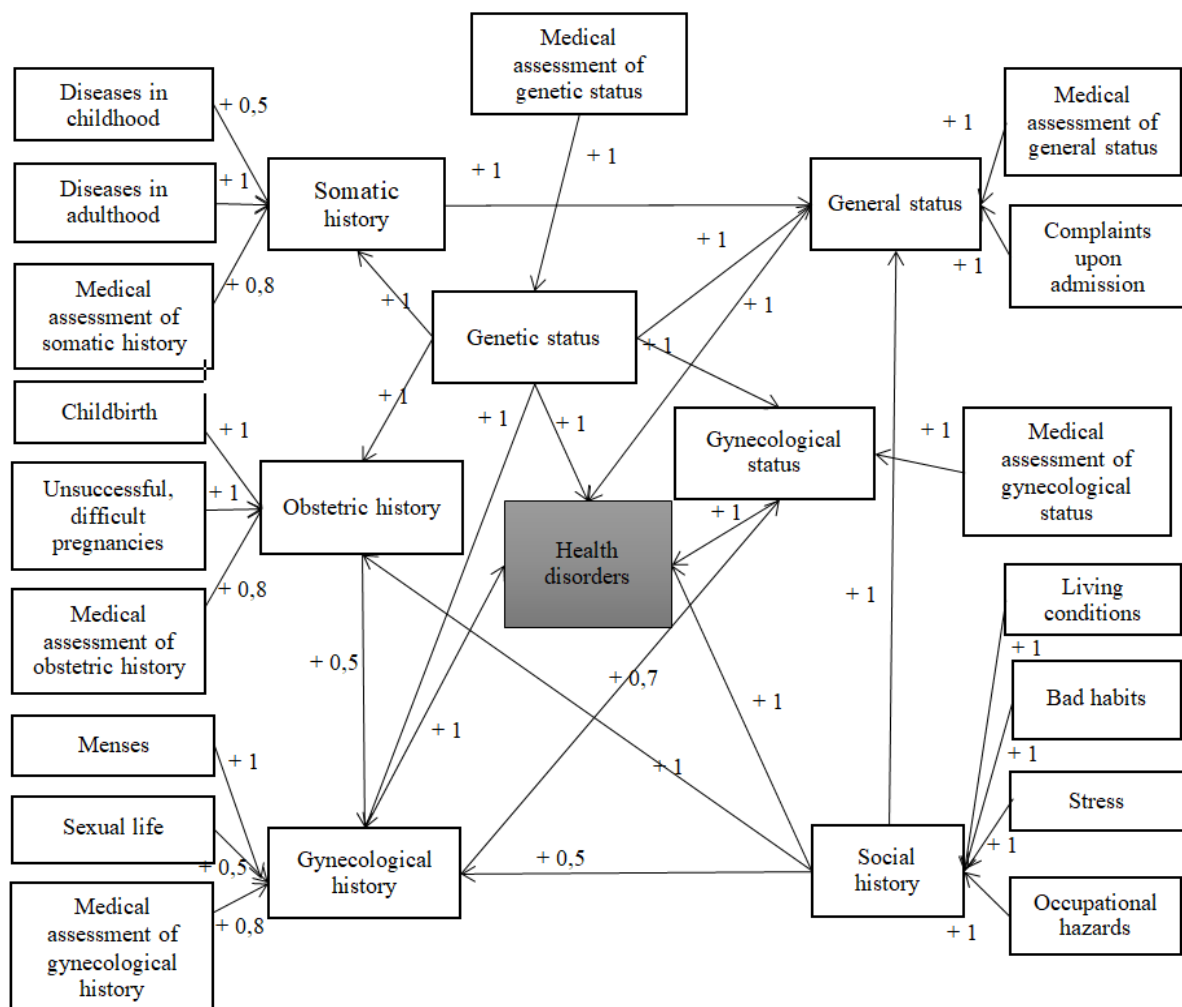 Medical
assessment of
genetic status
Diseases in
childhood
+ 0,5
+ 1
Medical
assessment of
general status
+ 1
Diseases in
adulthood
+ 1
Somatic
history
+ 1
General status
Complaints
upon
admission
+ 1
+ 1
Medical
assessment of
somatic history
+ 0,8
+ 1
Genetic status
+ 1
+ 1
Childbirth
+ 1
+ 1
+ 1
+ 1
Gynecological
status
+ 1
Medical
assessment of
gynecological
status
Unsuccessful,
difficult
pregnancies
+ 1
Obstetric history
Health
disorders
+ 1
Medical
assessment of
obstetric history
+ 0,8
+ 0,5
+ 0,7
+ 1
Living
conditions
+ 1
Bad habits
+ 1
Menses
+ 1
+ 1
+ 1
+ 1
Stress
+ 1
Sexual life
+ 0,5
Gynecological
history
+ 0,5
Social
history
Occupational
hazards
+ 1
Medical
assessment of
gynecological
history
+ 0,8